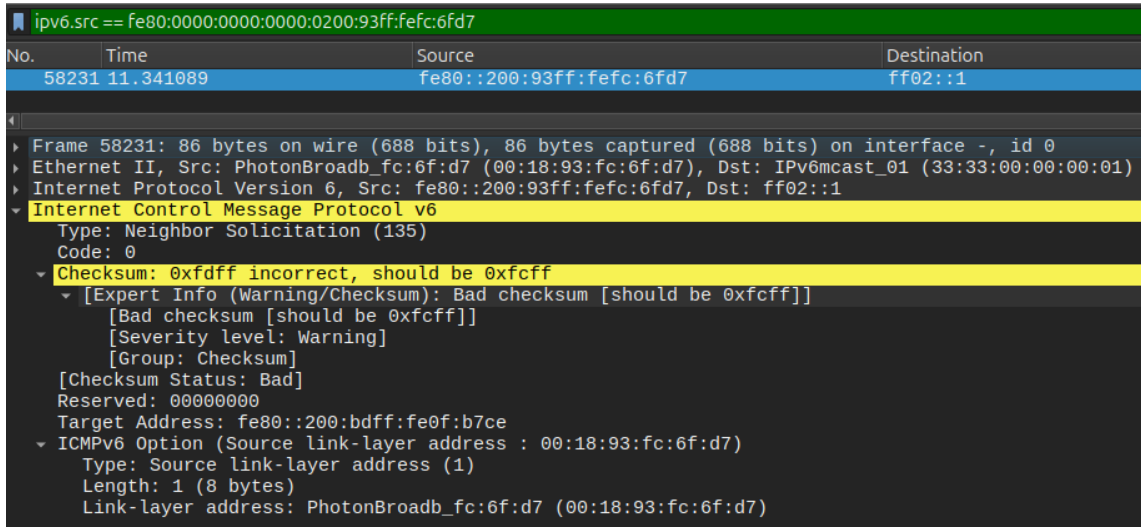 ipv6.src == fe80:0000:0000:0000:0200:93ff:fefc:6fd7
No. Time Source Destination
58231 11.341089 fe80::200:93ff:fefc:6fd7 ff02::1
Frame 58231: 86 bytes on wire (688 bits), 86 bytes captured (688 bits) on interface -, id 0
Ethernet II, Src: PhotonBroadb_fc:6f:d7 (00:18:93:fc:6f:d7), Dst: IPv6mcast_01 (33:33:00:00:00:01)
Internet Protocol Version 6, Src: fe80::200:93ff:fefc:6fd7, Dst: ff02::1
Internet Control Message Protocol v6
Type: Neighbor Solicitation (135)
Code: 0
Checksum: 0xfdff incorrect, should be 0xfcff
[Expert Info (Warning/Checksum): Bad checksum [should be 0xfcff]]
[Bad checksum [should be 0xfcff]]
[Severity level: Warning]
[Group: Checksum]
[Checksum Status: Bad]
Reserved: 00000000
Target Address: fe80::200:bdff:fe0f:b7ce
ICMPv6 Option (Source link-layer address : 00:18:93:fc:6f:d7)
Type: Source link-layer address (1)
Length: 1 (8 bytes)
Link-layer address: PhotonBroadb_fc:6f:d7 (00:18:93:fc:6f:d7)